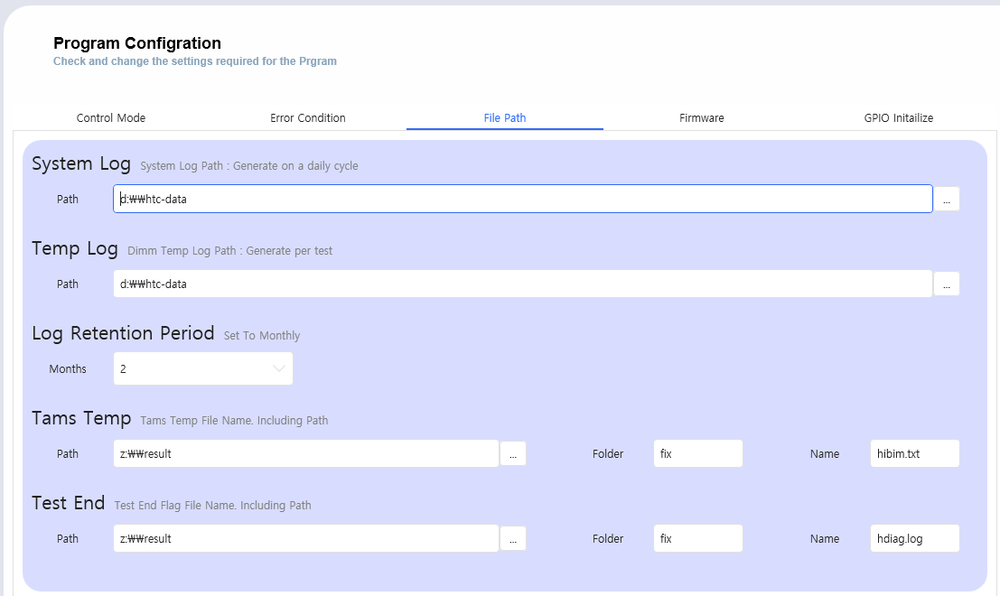 Program Configration
Check and change the settings required for the Prgram
Control Mode Error Condition File Path Firmware GPIO Initailize
System Log System Log Path : Generate on a daily cycle
Path d:₩₩htc-data ...
Temp Log Dimm Temp Log Path : Generate per test
Path d:₩₩htc-data ...
Log Retention Period Set To Monthly
Months 2
Tams Temp Tams Temp File Name. Including Path
Path z:₩₩result ... Folder fix Name hibim.txt
Test End Test End Flag File Name. Including Path
Path z:₩₩result ... Folder fix Name hdiag.log